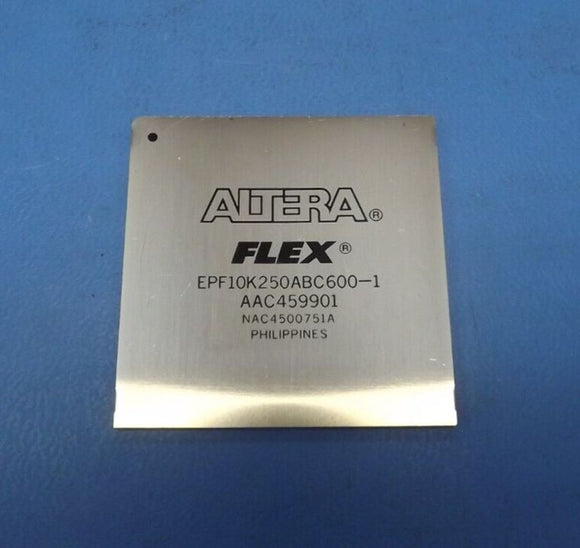 ALTERA®
FLEX®
EPF10K250ABC600-1
AAC459901
NAC4500751A
PHILIPPINES